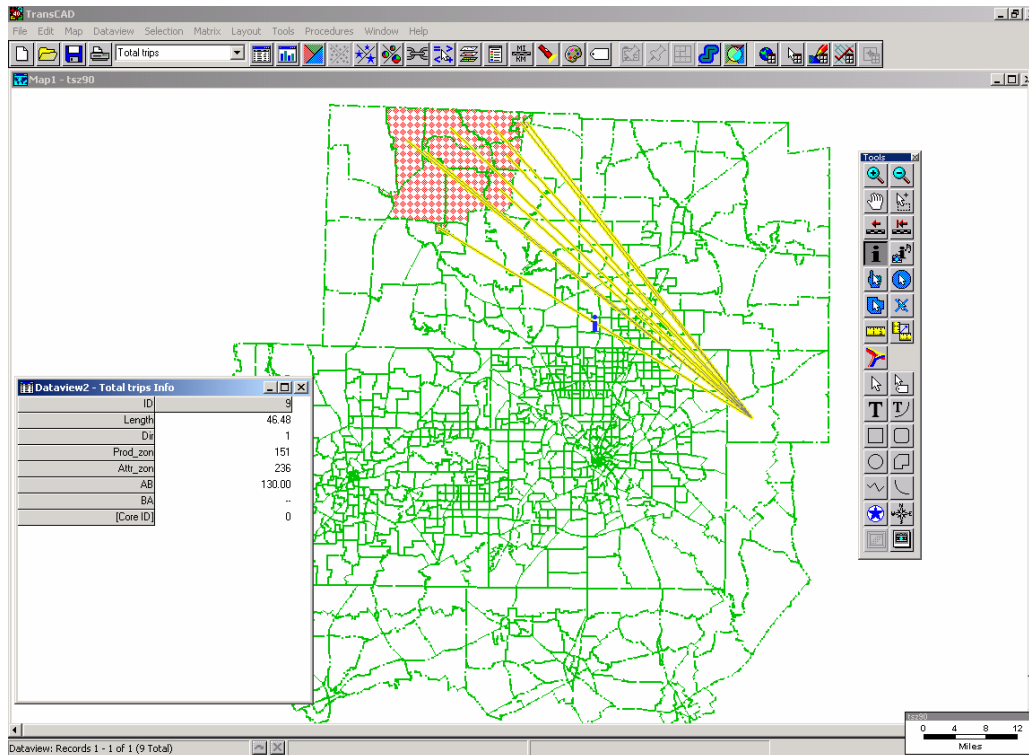 TransCAD
File Edit Map Dataview Selection Matrix Layout Tools Procedures Window Help
Total trips
MI
KM
Map1 - tsz90
Tools
i
i
T T
Dataview2 - Total trips Info
ID 9
Length 46.48
Dir 1
Prod_zon 151
Attr_zon 236
AB 130.00
BA --
[Core ID] 0
tsz90
0 4 8 12
Miles
Dataview: Records 1 - 1 of 1 (9 Total)